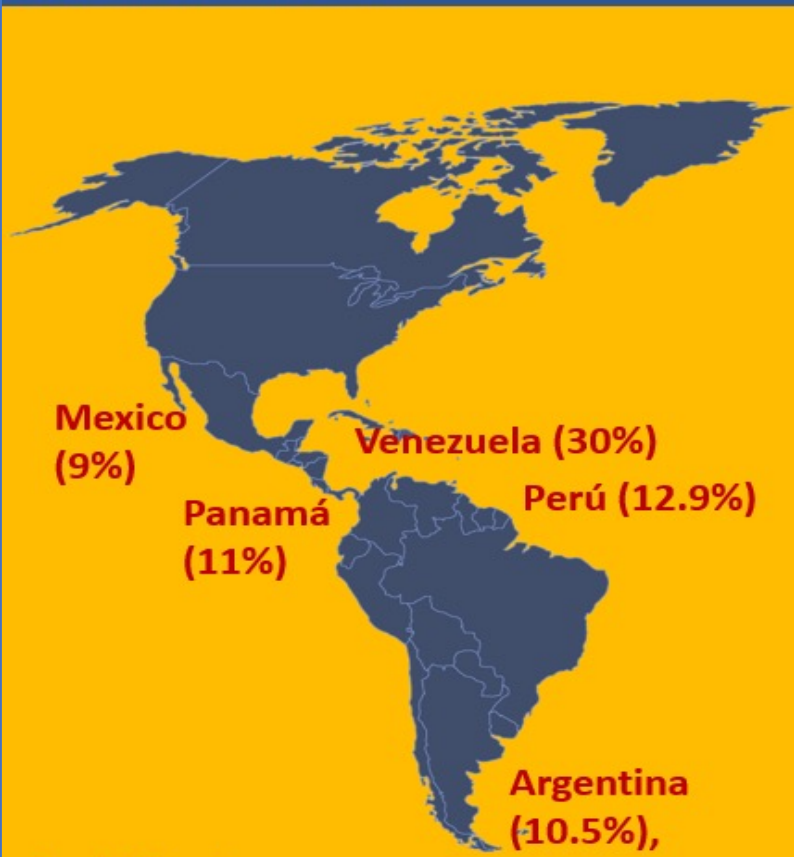 Mexico
(9%)
Venezuela (30%)
Perú (12.9%)
Panamá
(11%)
Argentina
(10.5%),